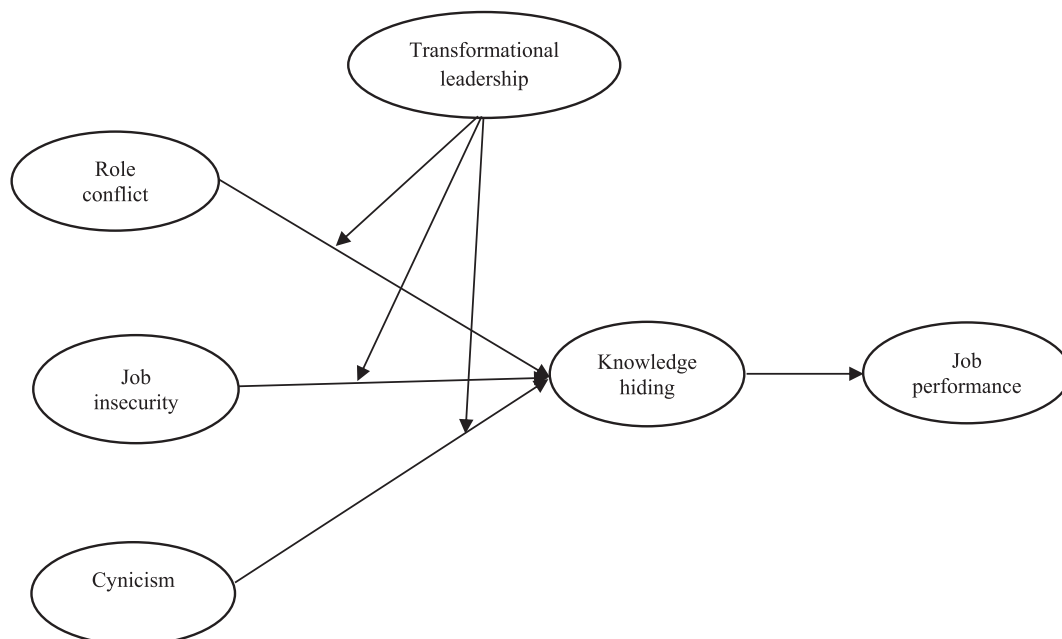 Transformational
leadership
Role
conflict
Job
insecurity
Knowledge
hiding
Job
performance
Cynicism